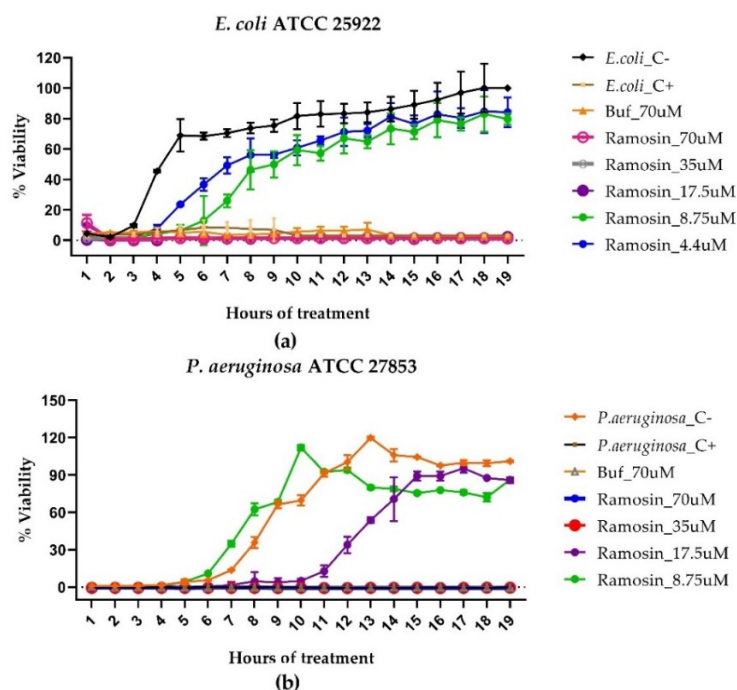 E. coli ATCC 25922
% Viability
120
100
80
60
40
20
0
1 2 3 4 5 6 7 8 9 10 11 12 13 14 15 16 17 18 19
Hours of treatment
E.coli_C-
E.coli_C+
Buf_70uM
Ramosin_70uM
Ramosin_35uM
Ramosin_17.5uM
Ramosin_8.75uM
Ramosin_4.4uM
(a)
P. aeruginosa ATCC 27853
% Viability
150
120
90
60
30
0
1 2 3 4 5 6 7 8 9 10 11 12 13 14 15 16 17 18 19
Hours of treatment
P.aeruginosa_C-
P.aeruginosa_C+
Buf_70uM
Ramosin_70uM
Ramosin_35uM
Ramosin_17.5uM
Ramosin_8.75uM
(b)